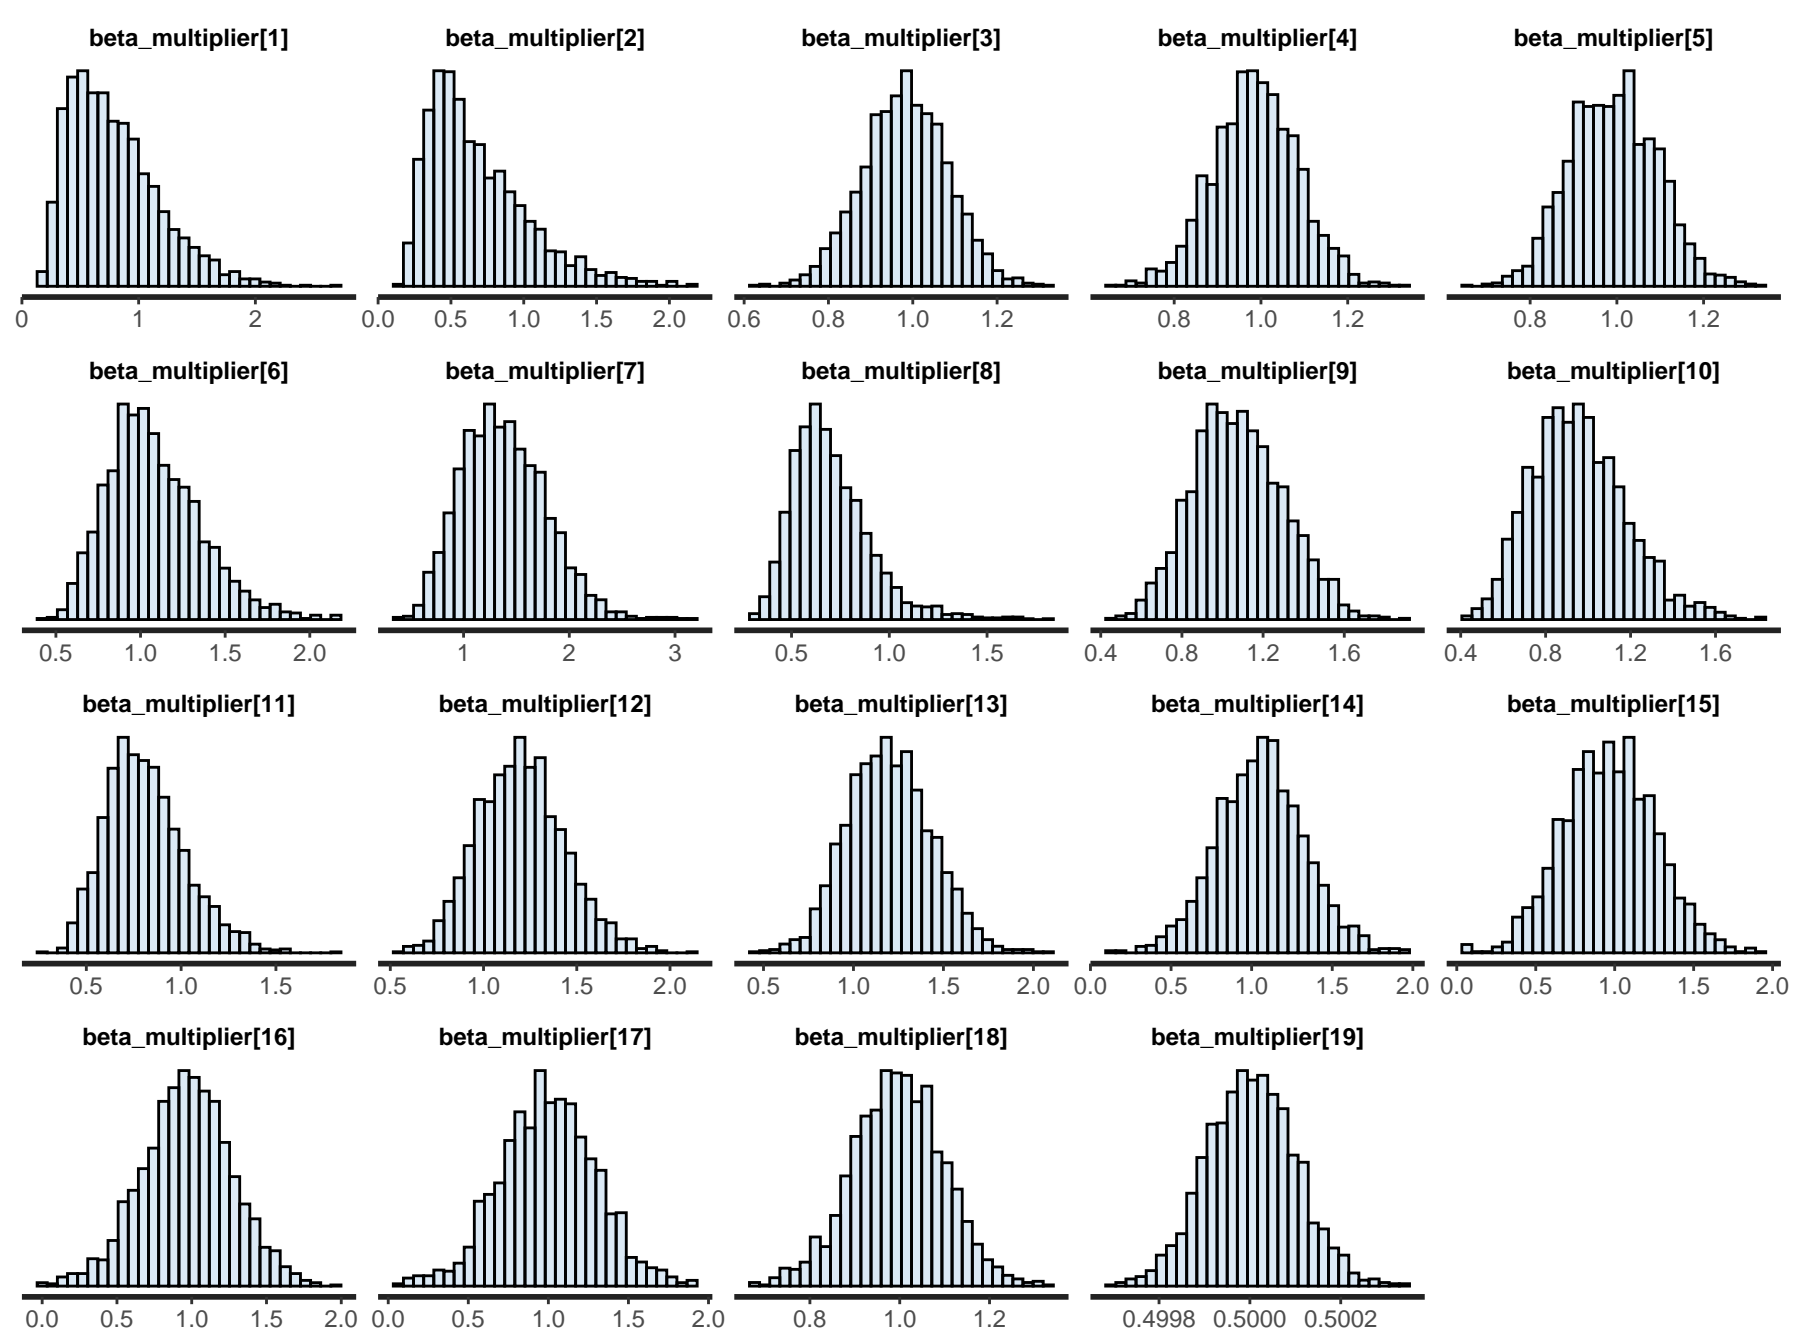 beta_multiplier[1] beta_multiplier[2] beta_multiplier[3] beta_multiplier[4] beta_multiplier[5]
0 1 2 0.0 0.5 1.0 1.5 2.0 0.6 0.8 1.0 1.2 0.8 1.0 1.2 0.8 1.0 1.2
beta_multiplier[6] beta_multiplier[7] beta_multiplier[8] beta_multiplier[9] beta_multiplier[10]
0.5 1.0 1.5 2.0 1 2 3 0.5 1.0 1.5 0.4 0.8 1.2 1.6 0.4 0.8 1.2 1.6
beta_multiplier[11] beta_multiplier[12] beta_multiplier[13] beta_multiplier[14] beta_multiplier[15]
0.5 1.0 1.5 0.5 1.0 1.5 2.0 0.5 1.0 1.5 2.0 0.0 0.5 1.0 1.5 2.0 0.0 0.5 1.0 1.5 2.0
beta_multiplier[16] beta_multiplier[17] beta_multiplier[18] beta_multiplier[19]
0.0 0.5 1.0 1.5 2.0 0.0 0.5 1.0 1.5 2.0 0.8 1.0 1.2 0.4998 0.5000 0.5002